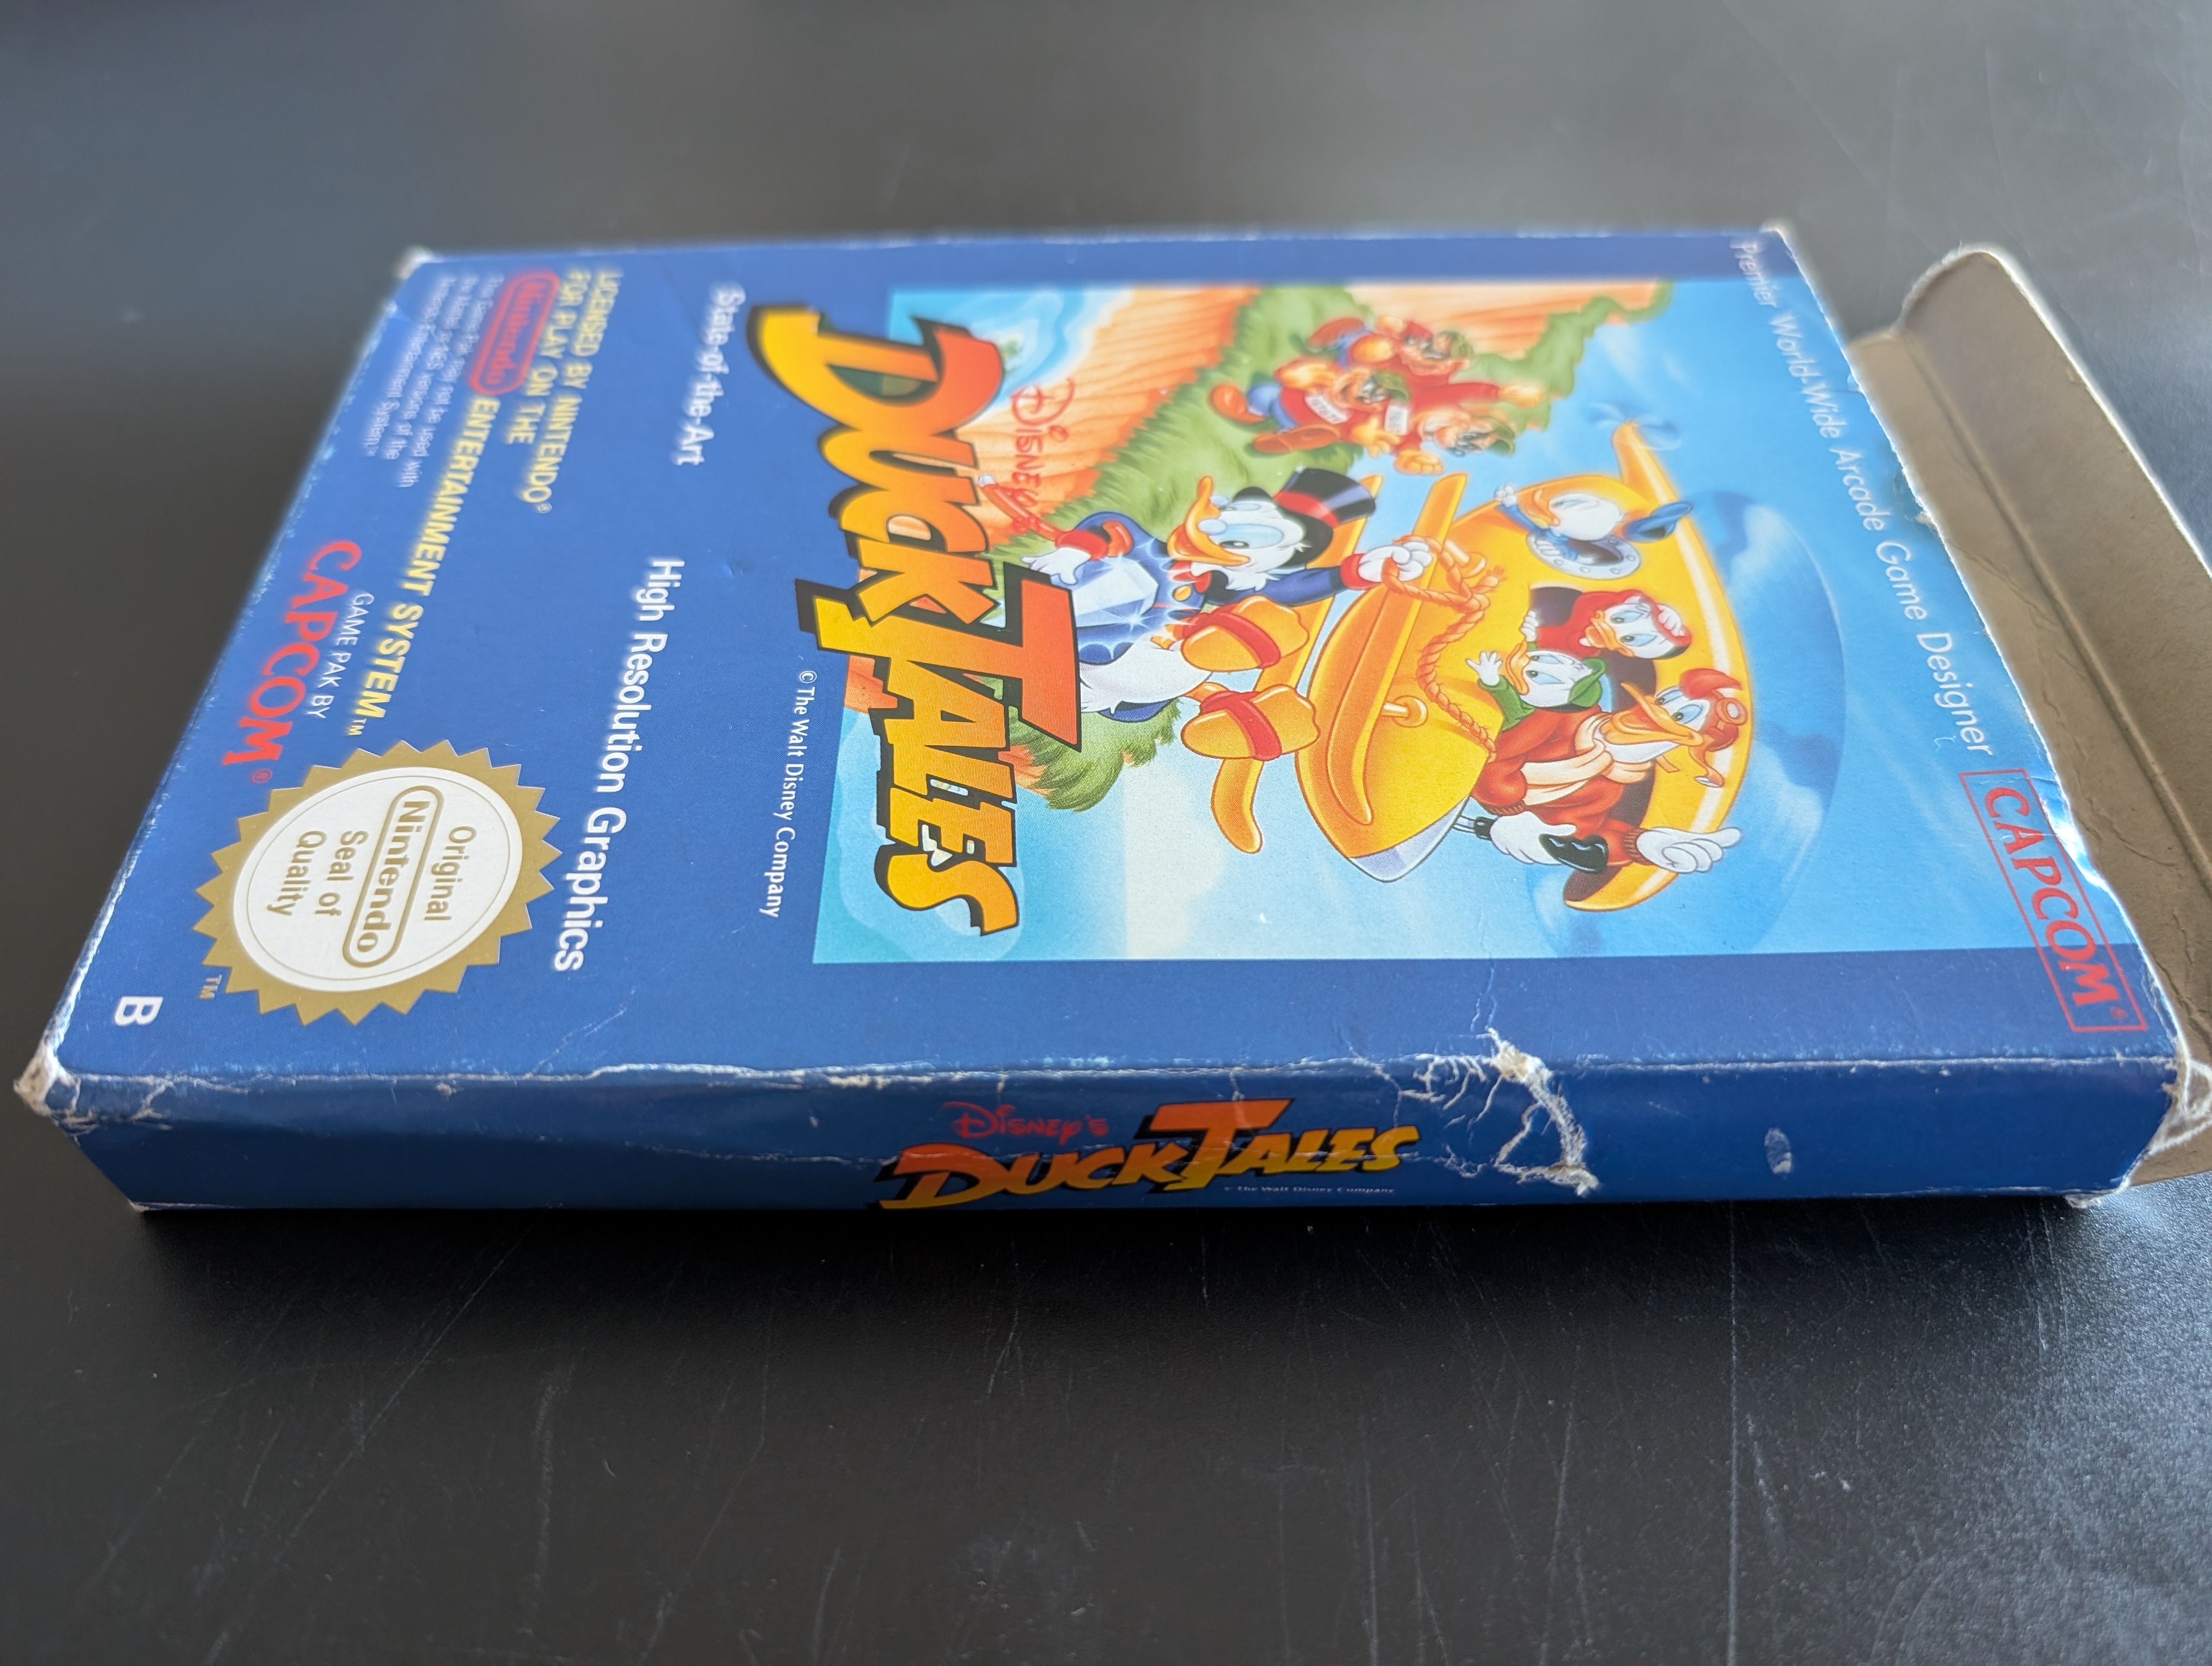 Premier World-Wide Arcade Game Designer
CAPCOM®
DISNEY'S
DUCKTALES
© The Walt Disney Company
State-of-the-Art
High Resolution Graphics
LICENSED BY NINTENDO®
FOR PLAY ON THE
Nintendo
ENTERTAINMENT SYSTEM™
GAME PAK BY
CAPCOM®
Original
Nintendo
Seal of
Quality
TM
B
DISNEY'S
DUCKTALES
© The Walt Disney Company